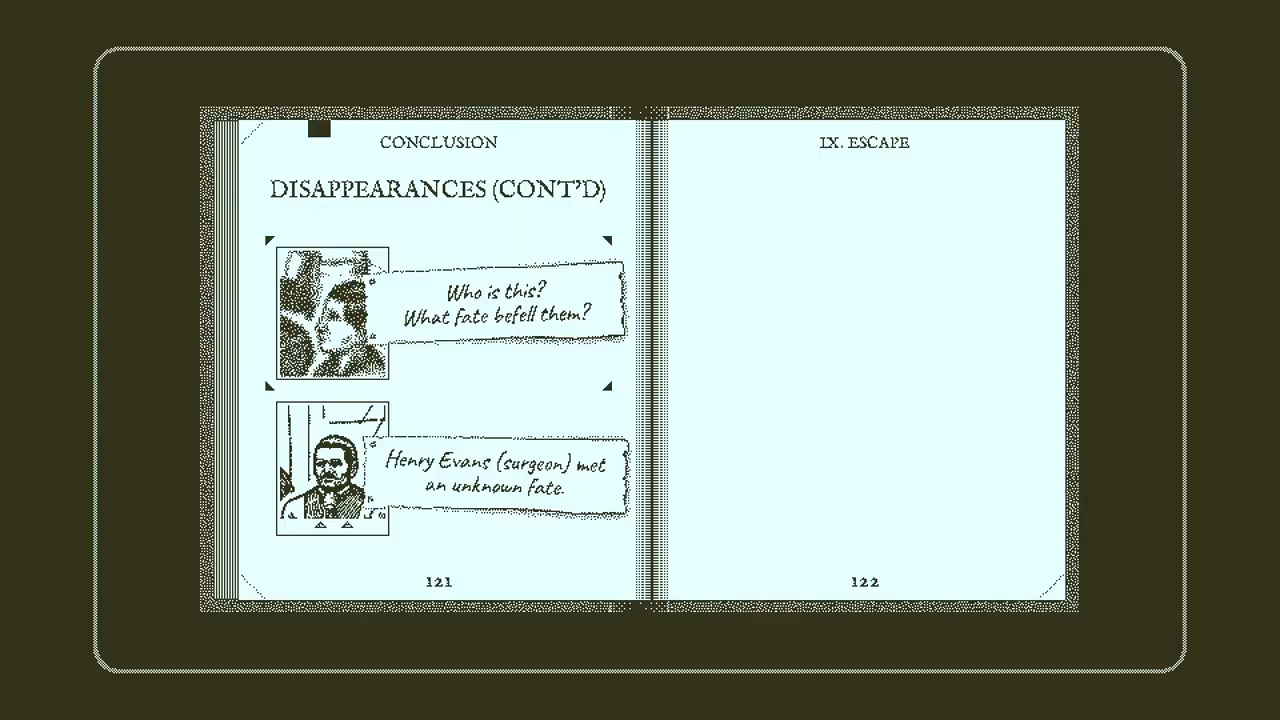 CONCLUSION
DISAPPEARANCES (CONT'D)
Who is this?
What fate befell them?
Henry Evans (surgeon) met
an unknown fate.
121
IX. ESCAPE
122